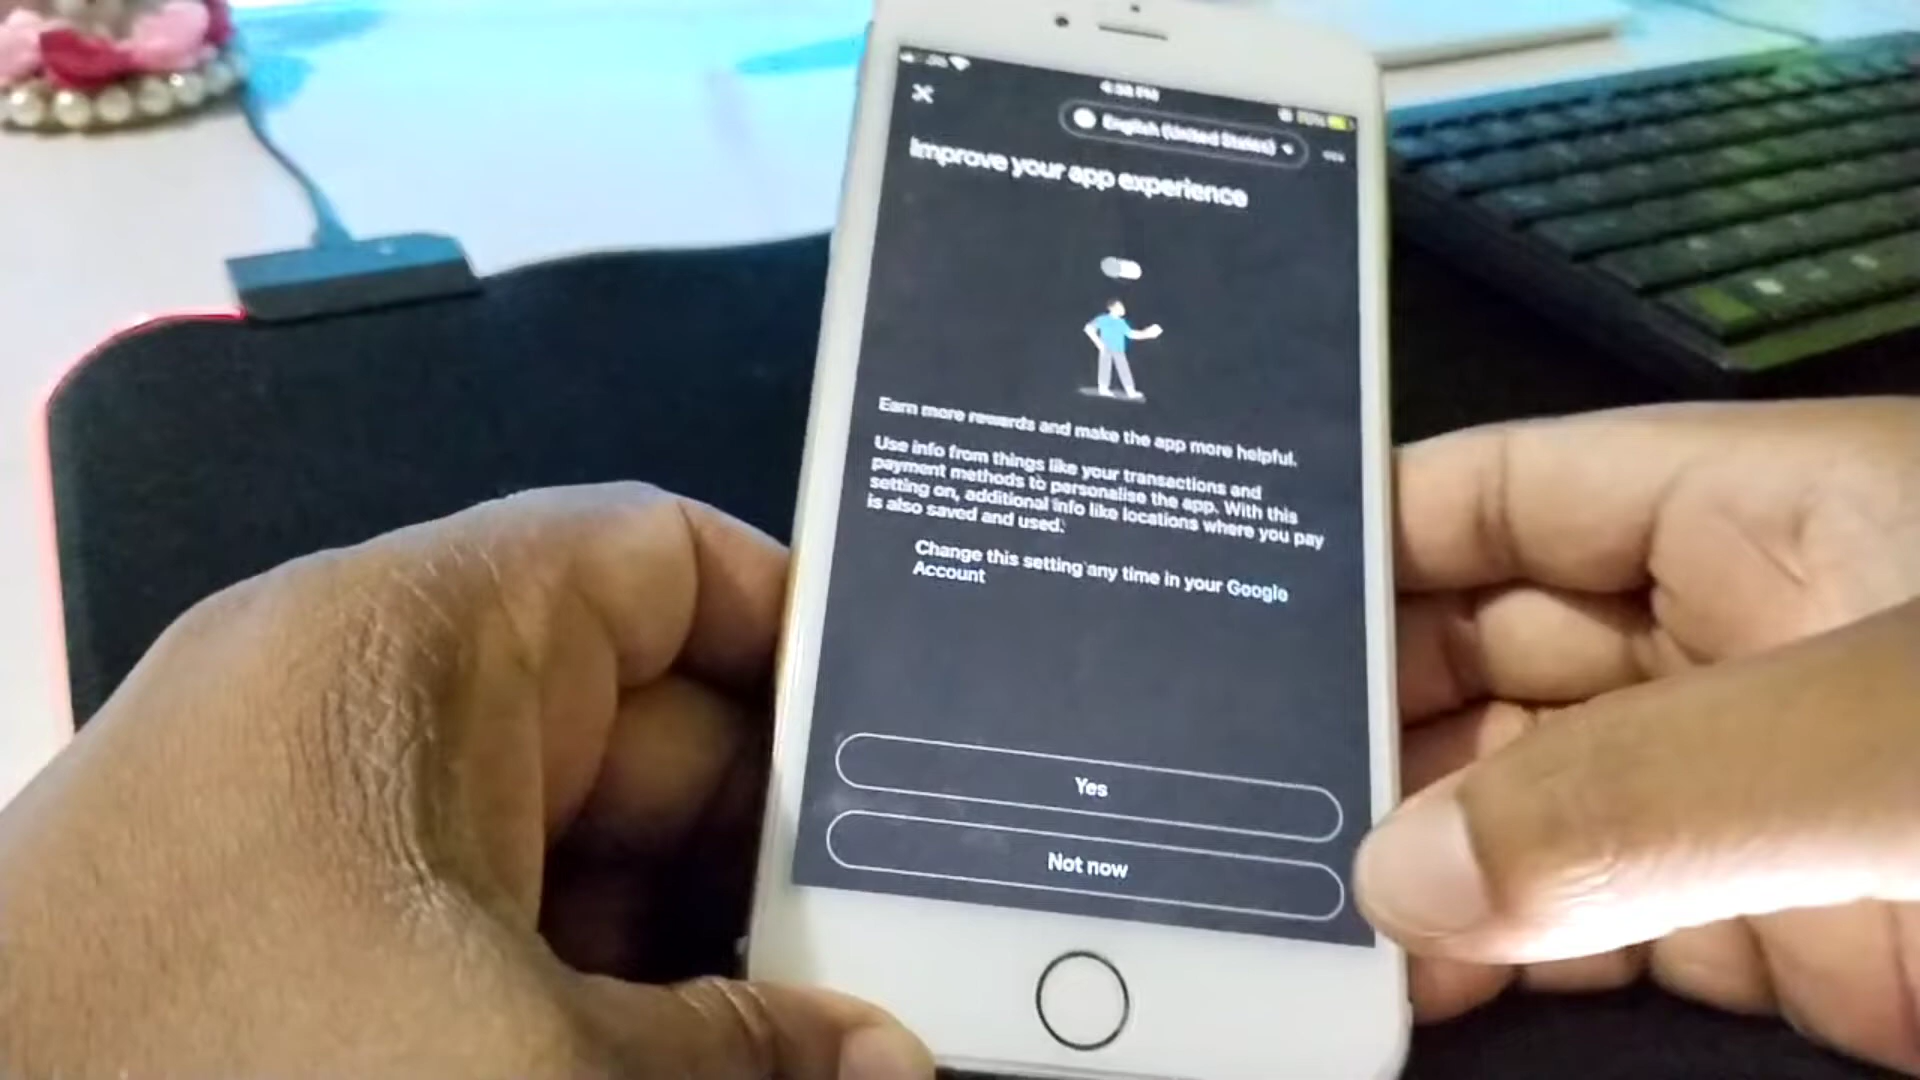 English (United States)
Improve your app experience
Earn more rewards and make the app more helpful.
Use info from things like your transactions and
payment methods to personalise the app. With this
setting on, additional info like locations where you pay
is also saved and used.
Change this setting any time in your Google
Account
Yes
Not now